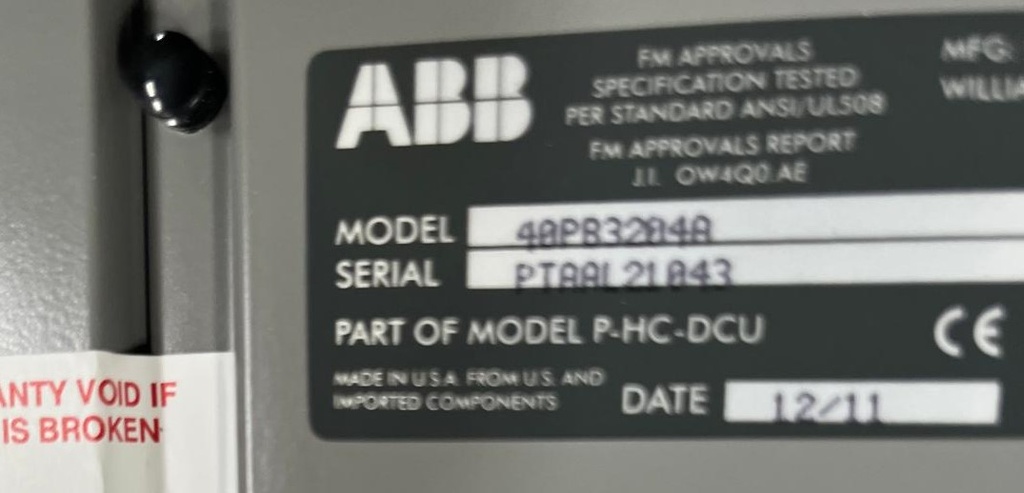 ABB
FM APPROVALS
SPECIFICATION TESTED
PER STANDARD ANSI/UL508
FM APPROVALS REPORT
J.I. OW4Q0.AE
MFG:
WILLIA
MODEL 40PB3204A
SERIAL PTAAL2L043
PART OF MODEL P-HC-DCU
CE
MADE IN U.S.A. FROM U.S. AND
IMPORTED COMPONENTS
DATE 12/11
ANTY VOID IF
IS BROKEN